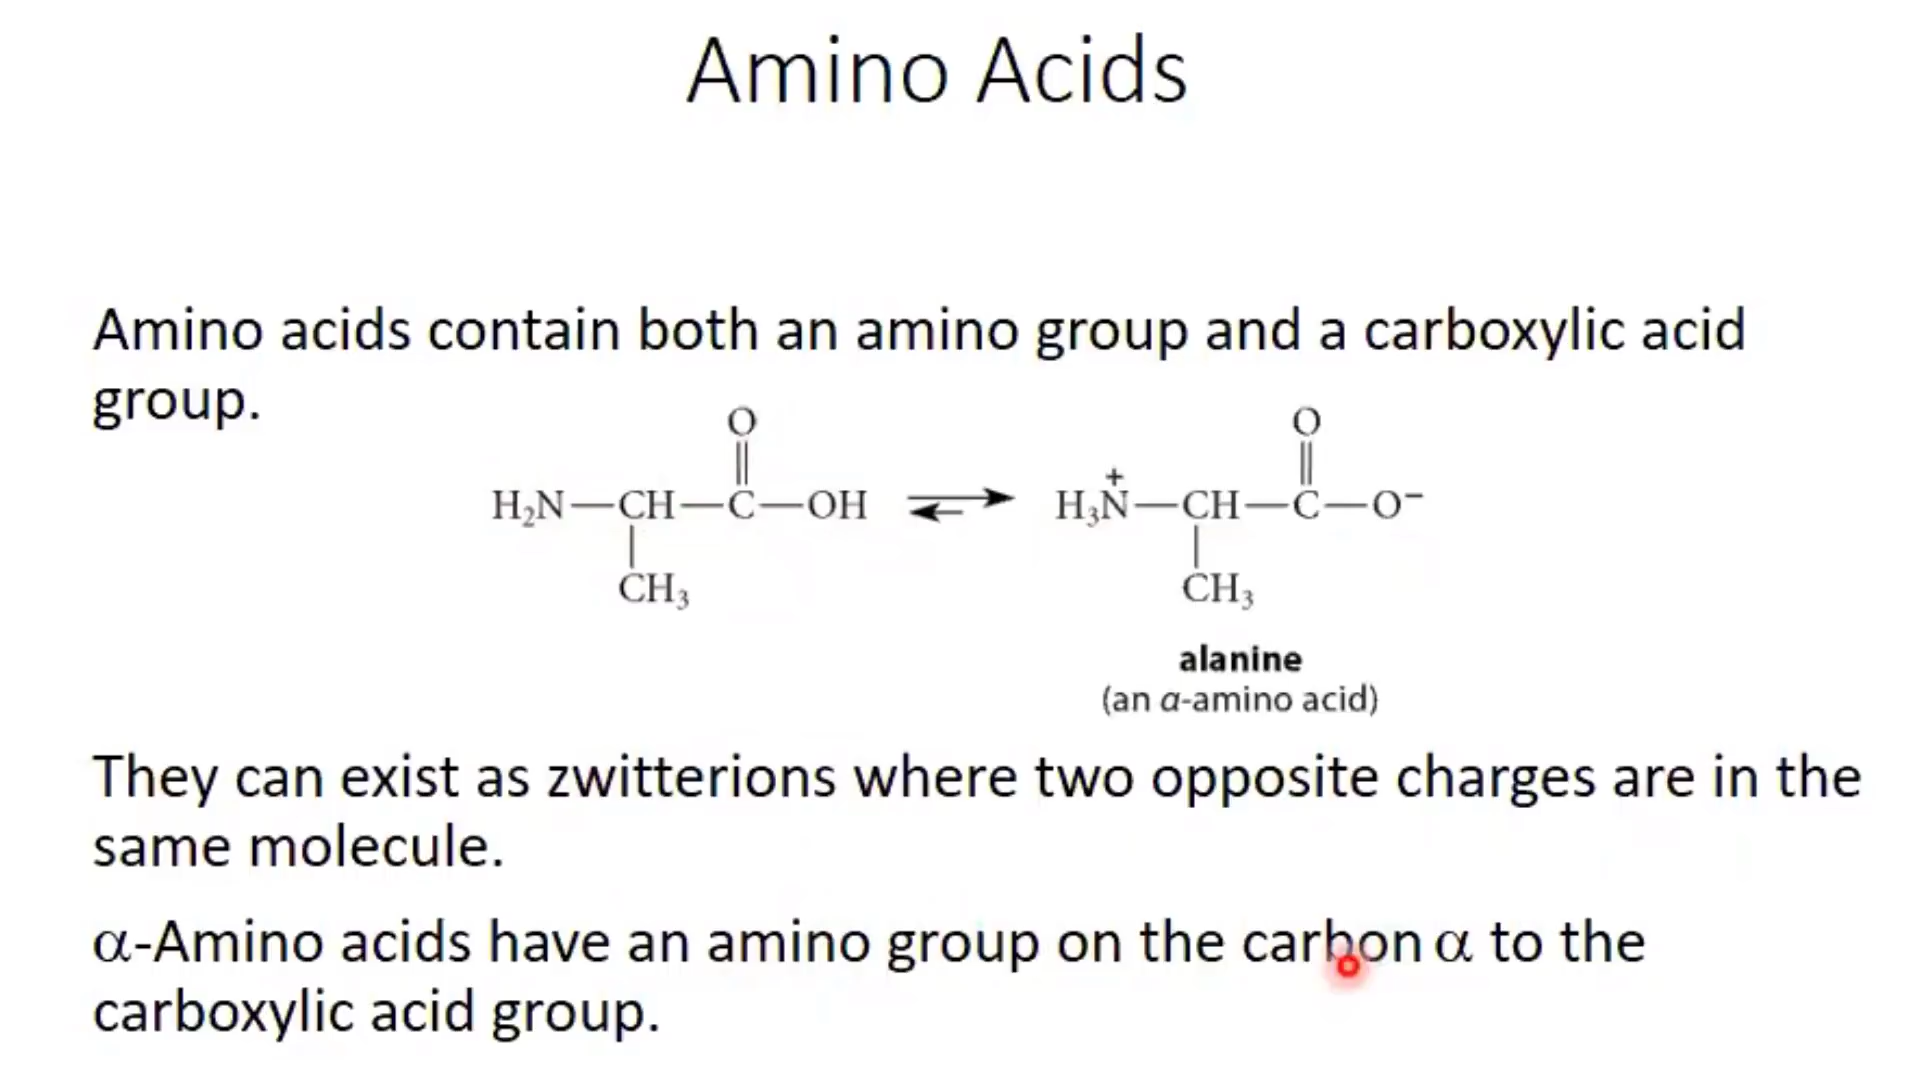 Amino Acids
Amino acids contain both an amino group and a carboxylic acid
group.
O O
H₂N—CH—C—OH ⇌ H₃N⁺—CH—C—O⁻
CH₃ CH₃
alanine
(an α-amino acid)
They can exist as zwitterions where two opposite charges are in the
same molecule.
α-Amino acids have an amino group on the carbon α to the
carboxylic acid group.